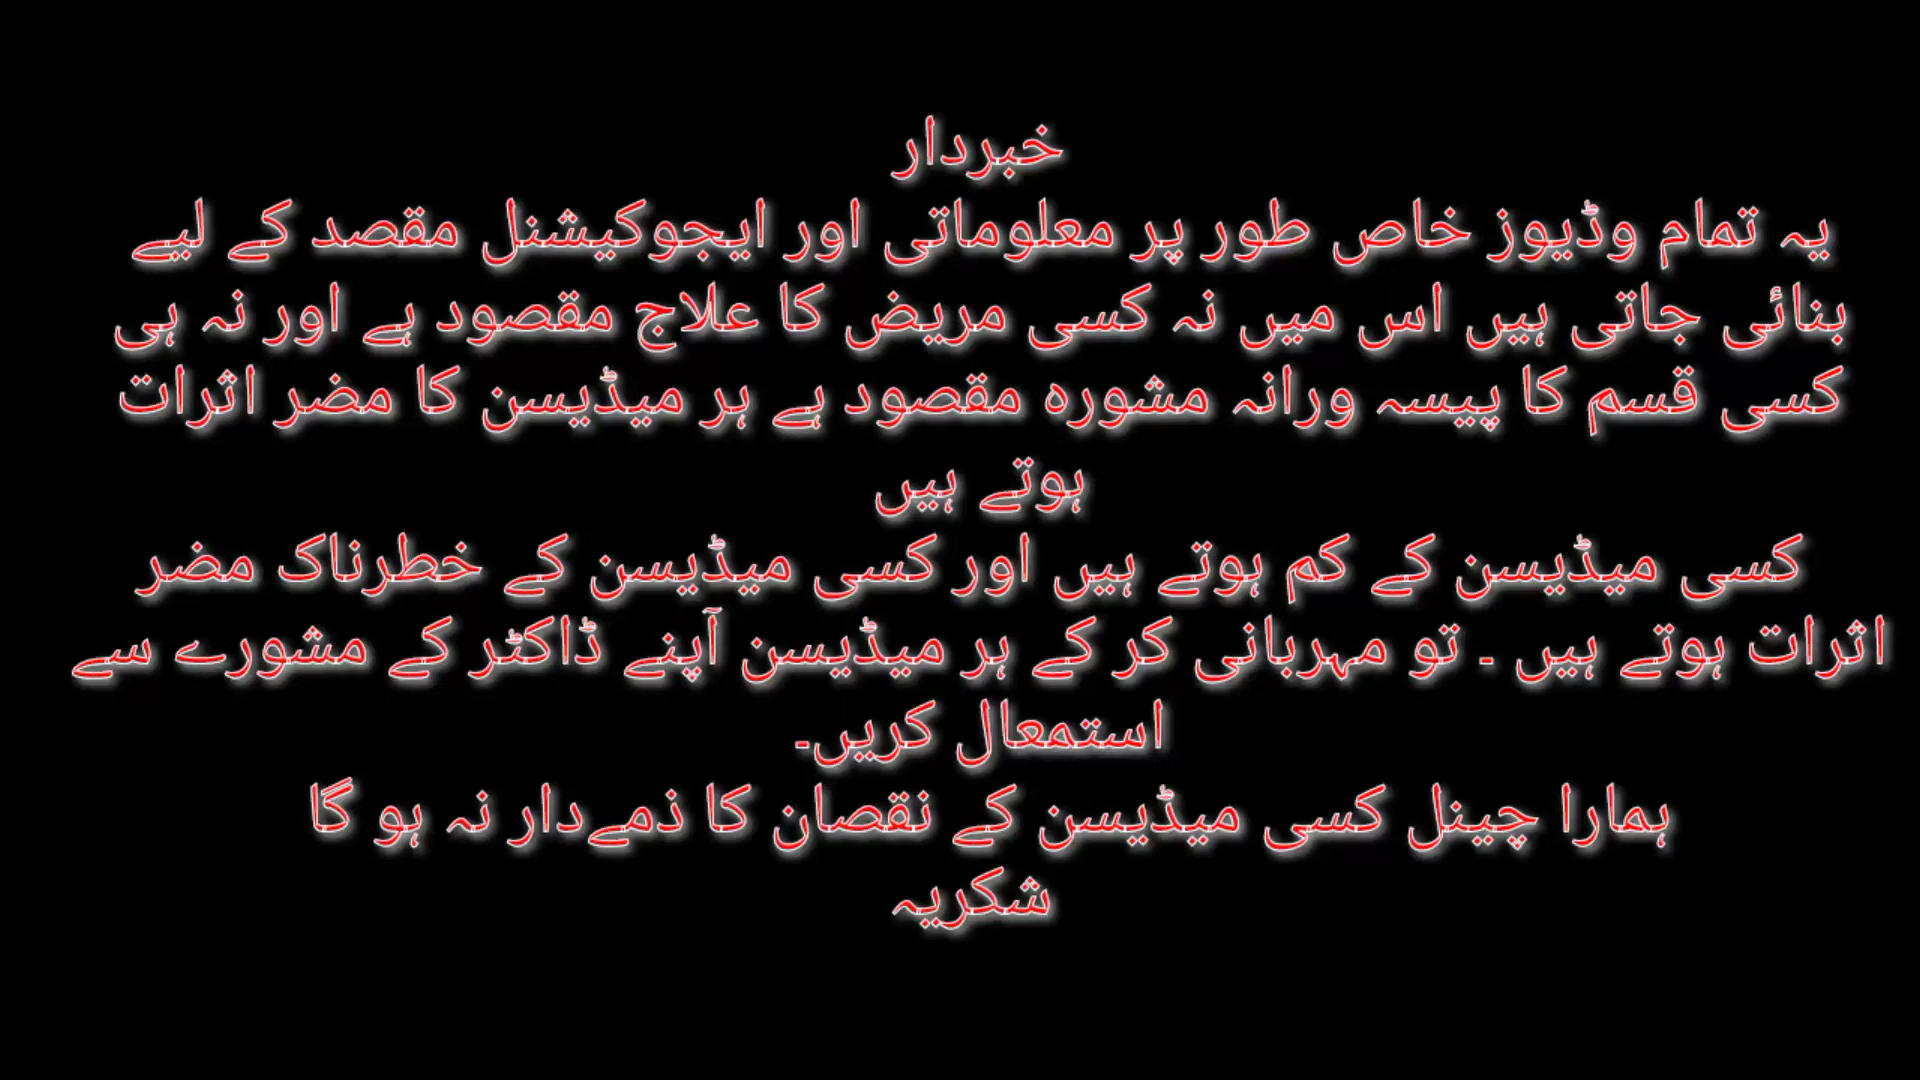 خبردار
یہ تمام وڈیوز خاص طور پر معلوماتی اور ایجوکیشنل مقصد کے لیے
بنائی جاتی ہیں اس میں نہ کسی مریض کا علاج مقصود ہے اور نہ ہی
کسی قسم کا پیسہ ورانہ مشورہ مقصود ہے ہر میڈیسن کا مضر اثرات
ہوتے ہیں
کسی میڈیسن کے کم ہوتے ہیں اور کسی میڈیسن کے خطرناک مضر
اثرات ہوتے ہیں ۔ تو مہربانی کر کے ہر میڈیسن آپنے ڈاکٹر کے مشورے سے
استمعال کریں۔
ہمارا چینل کسی میڈیسن کے نقصان کا ذمےدار نہ ہو گا
شکریہ